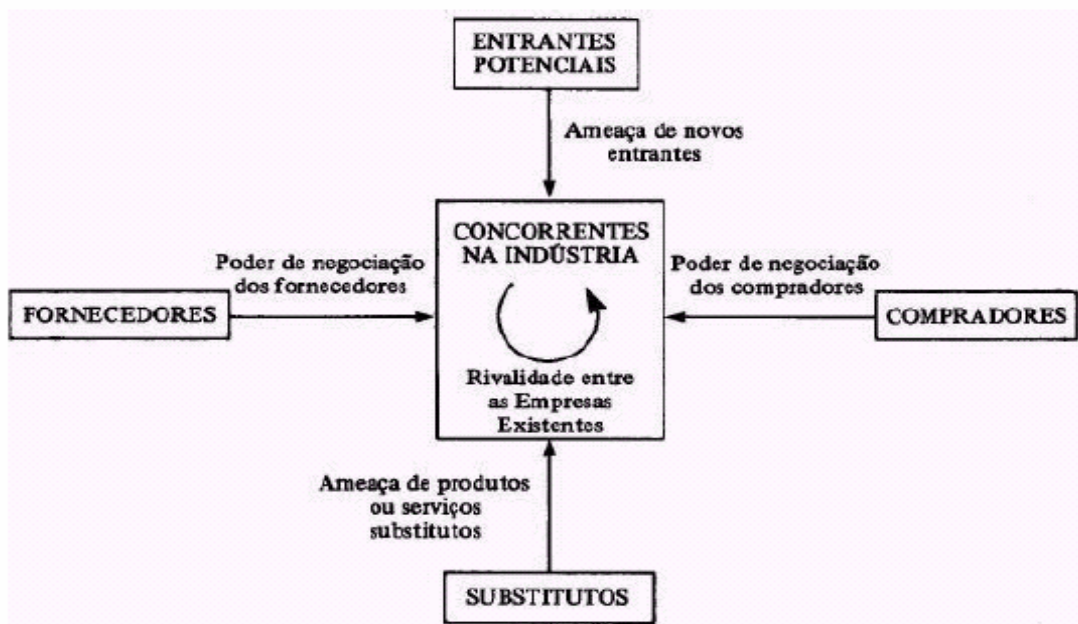 ENTRANTES
POTENCIAIS
Ameaça de novos
entrantes
CONCORRENTES
NA INDÚSTRIA
Poder de negociação
dos fornecedores
Poder de negociação
dos compradores
FORNECEDORES
COMPRADORES
Rivalidade entre
as Empresas
Existentes
Ameaça de produtos
ou serviços
substitutos
SUBSTITUTOS